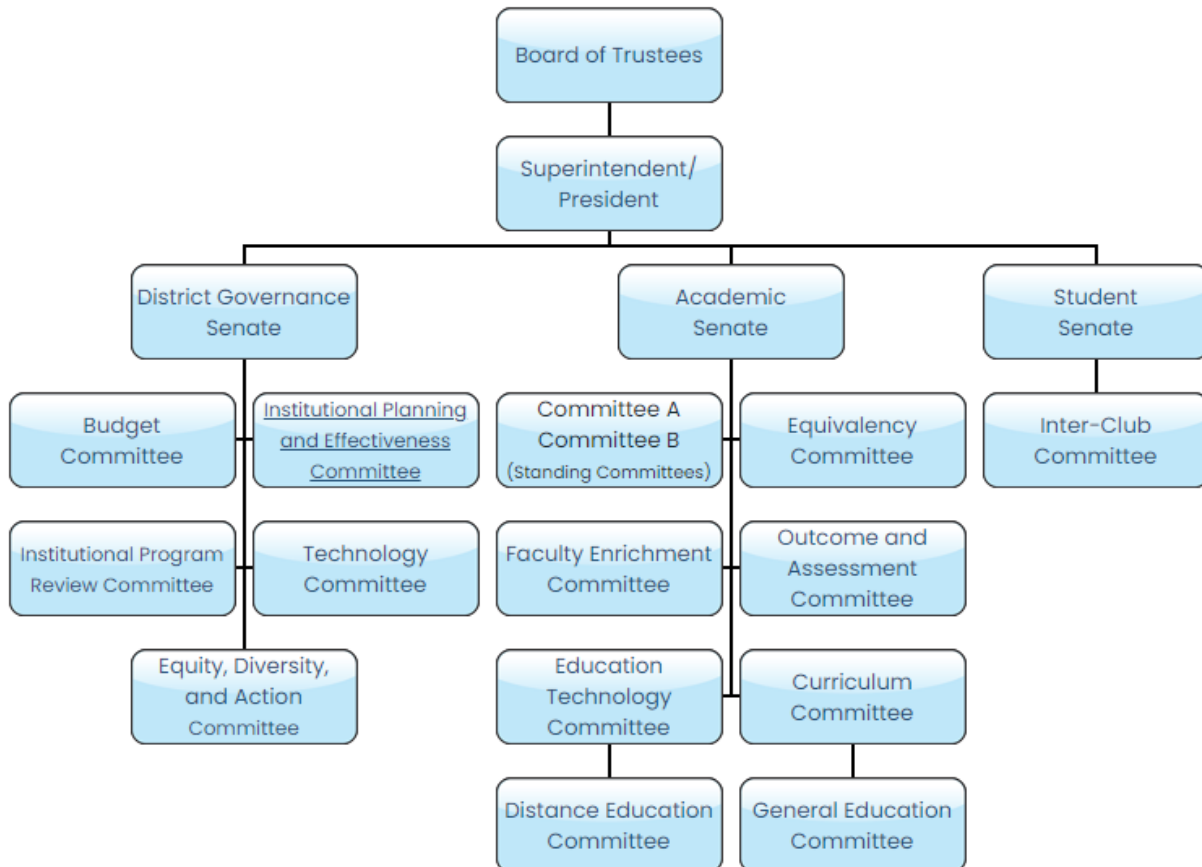 Board of Trustees
Superintendent/
President
District Governance
Senate
Academic
Senate
Student
Senate
Budget
Committee
Institutional Planning
and Effectiveness
Committee
Committee A
Committee B
(Standing Committees)
Equivalency
Committee
Inter-Club
Committee
Institutional Program
Review Committee
Technology
Committee
Faculty Enrichment
Committee
Outcome and
Assessment
Committee
Equity, Diversity,
and Action
Committee
Education
Technology
Committee
Curriculum
Committee
Distance Education
Committee
General Education
Committee